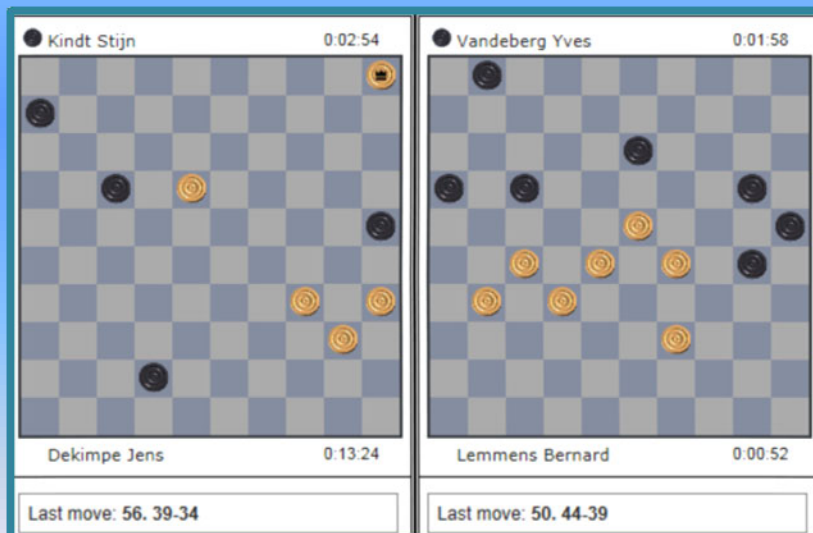 Kindt Stijn 0:02:54
Dekimpe Jens 0:13:24
Last move: 56. 39-34
Vandeberg Yves 0:01:58
Lemmens Bernard 0:00:52
Last move: 50. 44-39